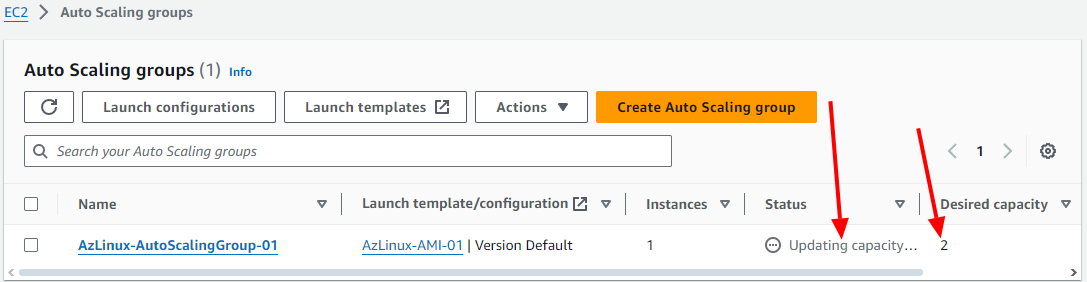 EC2 > Auto Scaling groups
Auto Scaling groups (1) Info
Launch configurations Launch templates Actions Create Auto Scaling group
Search your Auto Scaling groups
1
Name Launch template/configuration Instances Status Desired capacity
AzLinux-AutoScalingGroup-01 AzLinux-AMI-01 | Version Default 1 Updating capacity... 2